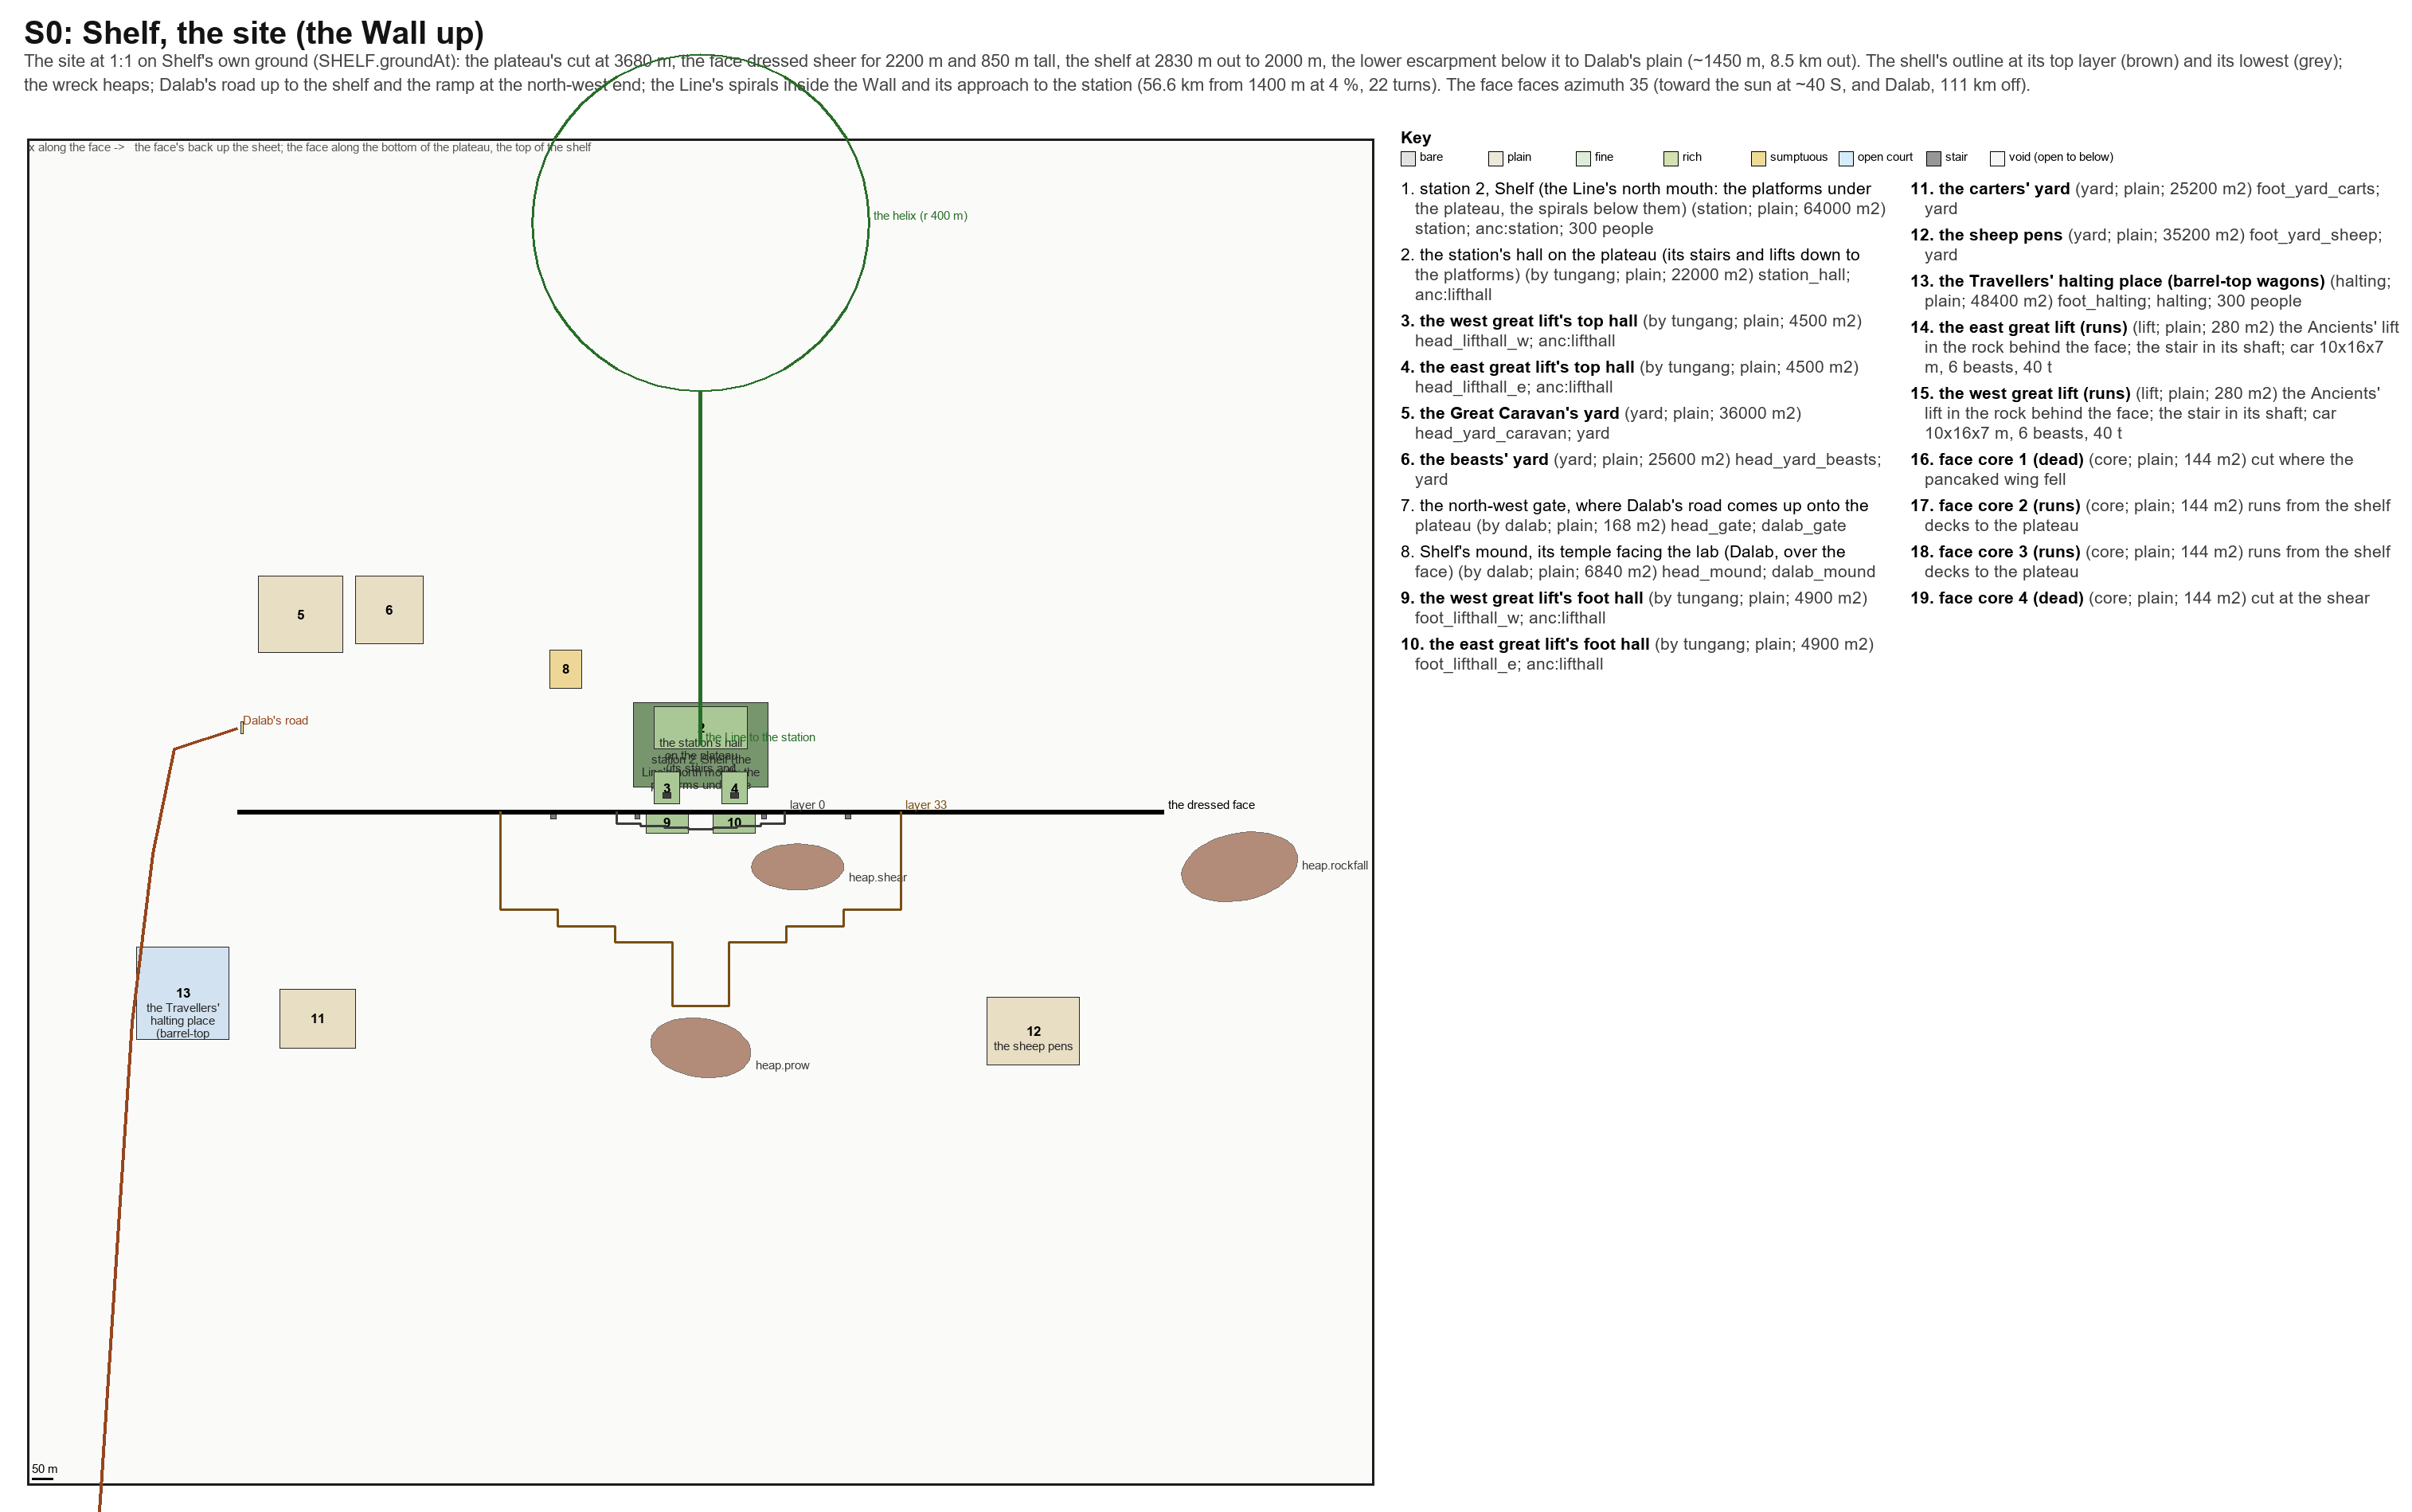 S0: Shelf, the site (the Wall up)
The site at 1:1 on Shelf's own ground (SHELF.groundAt): the plateau's cut at 3680 m; the face dressed sheer for 2200 m and 850 m tall, the shelf at 2830 m out to 2000 m, the lower escarpment below it to Dalab's plain (~1450 m, 8.5 km out). The shell's outline at its top layer (brown) and its lowest (grey);
the wreck heaps; Dalab's road up to the shelf and the ramp at the north-west end; the Line's spirals inside the Wall and its approach to the station (56.6 km from 1400 m at 4 %, 22 turns). The face faces azimuth 35 (toward the sun at ~40 S, and Dalab, 111 km off).
x along the face -> the face's back up the sheet; the face along the bottom of the plateau, the top of the shelf
the helix (r 400 m)
5
6
8
Dalab's road
2
the Line to the station
the station's hall
on the plateau
(its stairs and
station 2, Shelf (the
Line's north mouth: the
platforms under the
3
4
layer 0
layer 33
the dressed face
9
10
heap.shear
heap.rockfall
13
the Travellers'
halting place
(barrel-top
11
12
the sheep pens
heap.prow
50 m
Key
bare
plain
fine
rich
sumptuous
open court
stair
void (open to below)
1. station 2, Shelf (the Line's north mouth: the platforms under
the plateau, the spirals below them) (station; plain; 64000 m2)
station; anc:station; 300 people
2. the station's hall on the plateau (its stairs and lifts down to
the platforms) (by tungang; plain; 22000 m2) station_hall;
anc:lifthall
3. the west great lift's top hall (by tungang; plain; 4500 m2)
head_lifthall_w; anc:lifthall
4. the east great lift's top hall (by tungang; plain; 4500 m2)
head_lifthall_e; anc:lifthall
5. the Great Caravan's yard (yard; plain; 36000 m2)
head_yard_caravan; yard
6. the beasts' yard (yard; plain; 25600 m2) head_yard_beasts;
yard
7. the north-west gate, where Dalab's road comes up onto the
plateau (by dalab; plain; 168 m2) head_gate; dalab_gate
8. Shelf's mound, its temple facing the lab (Dalab, over the
face) (by dalab; plain; 6840 m2) head_mound; dalab_mound
9. the west great lift's foot hall (by tungang; plain; 4900 m2)
foot_lifthall_w; anc:lifthall
10. the east great lift's foot hall (by tungang; plain; 4900 m2)
foot_lifthall_e; anc:lifthall
11. the carters' yard (yard; plain; 25200 m2) foot_yard_carts;
yard
12. the sheep pens (yard; plain; 35200 m2) foot_yard_sheep;
yard
13. the Travellers' halting place (barrel-top wagons) (halting;
plain; 48400 m2) foot_halting; halting; 300 people
14. the east great lift (runs) (lift; plain; 280 m2) the Ancients' lift
in the rock behind the face; the stair in its shaft; car 10x16x7
m, 6 beasts, 40 t
15. the west great lift (runs) (lift; plain; 280 m2) the Ancients'
lift in the rock behind the face; the stair in its shaft; car
10x16x7 m, 6 beasts, 40 t
16. face core 1 (dead) (core; plain; 144 m2) cut where the
pancaked wing fell
17. face core 2 (runs) (core; plain; 144 m2) runs from the shelf
decks to the plateau
18. face core 3 (runs) (core; plain; 144 m2) runs from the shelf
decks to the plateau
19. face core 4 (dead) (core; plain; 144 m2) cut at the shear